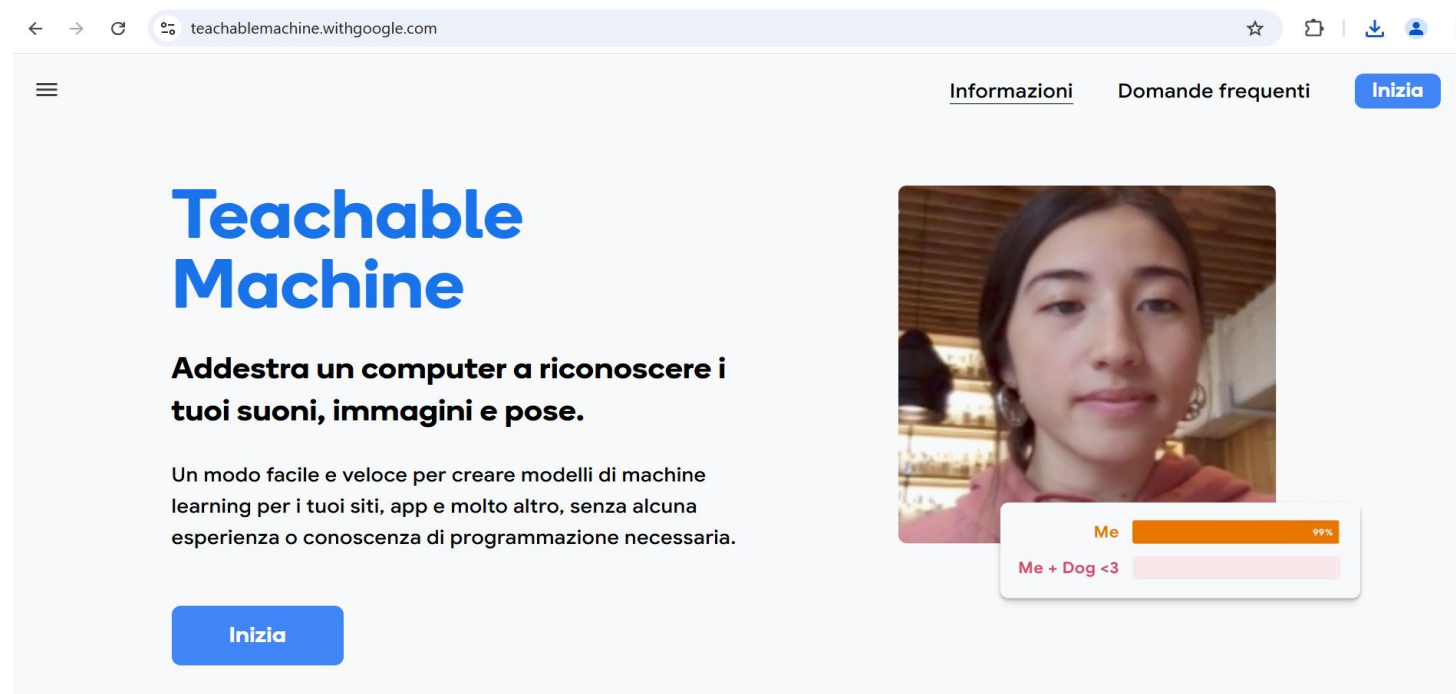 teachablemachine.withgoogle.com
Informazioni Domande frequenti Inizia
Teachable
Machine
Addestra un computer a riconoscere i
tuoi suoni, immagini e pose.
Un modo facile e veloce per creare modelli di machine
learning per i tuoi siti, app e molto altro, senza alcuna
esperienza o conoscenza di programmazione necessaria.
Me 99%
Me + Dog <3
Inizia